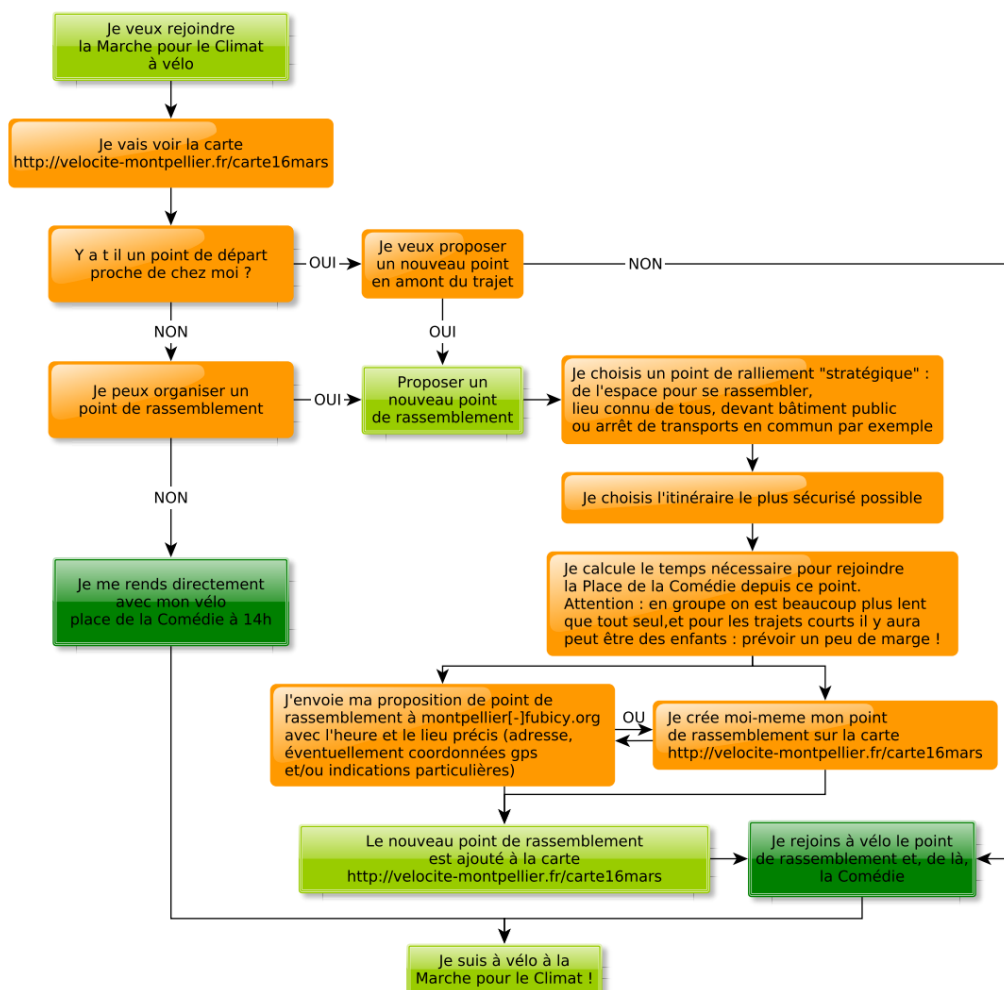 Je veux rejoindre
la Marche pour le Climat
à vélo
Je vais voir la carte
http://velocite-montpellier.fr/carte16mars
Y a t il un point de départ
proche de chez moi ?
OUI
Je veux proposer
un nouveau point
en amont du trajet
NON
NON
OUI
Je peux organiser un
point de rassemblement
OUI
Proposer un
nouveau point
de rassemblement
Je choisis un point de ralliement "stratégique" :
de l'espace pour se rassembler,
lieu connu de tous, devant bâtiment public
ou arrêt de transports en commun par exemple
NON
Je choisis l'itinéraire le plus sécurisé possible
Je me rends directement
avec mon vélo
place de la Comédie à 14h
Je calcule le temps nécessaire pour rejoindre
la Place de la Comédie depuis ce point.
Attention : en groupe on est beaucoup plus lent
que tout seul,et pour les trajets courts il y aura
peut être des enfants : prévoir un peu de marge !
J'envoie ma proposition de point de
rassemblement à montpellier[-]fubicy.org
avec l'heure et le lieu précis (adresse,
éventuellement coordonnées gps
et/ou indications particulières)
OU
Je crée moi-meme mon point
de rassemblement sur la carte
http://velocite-montpellier.fr/carte16mars
Le nouveau point de rassemblement
est ajouté à la carte
http://velocite-montpellier.fr/carte16mars
Je rejoins à vélo le point
de rassemblement et, de là,
la Comédie
Je suis à vélo à la
Marche pour le Climat !